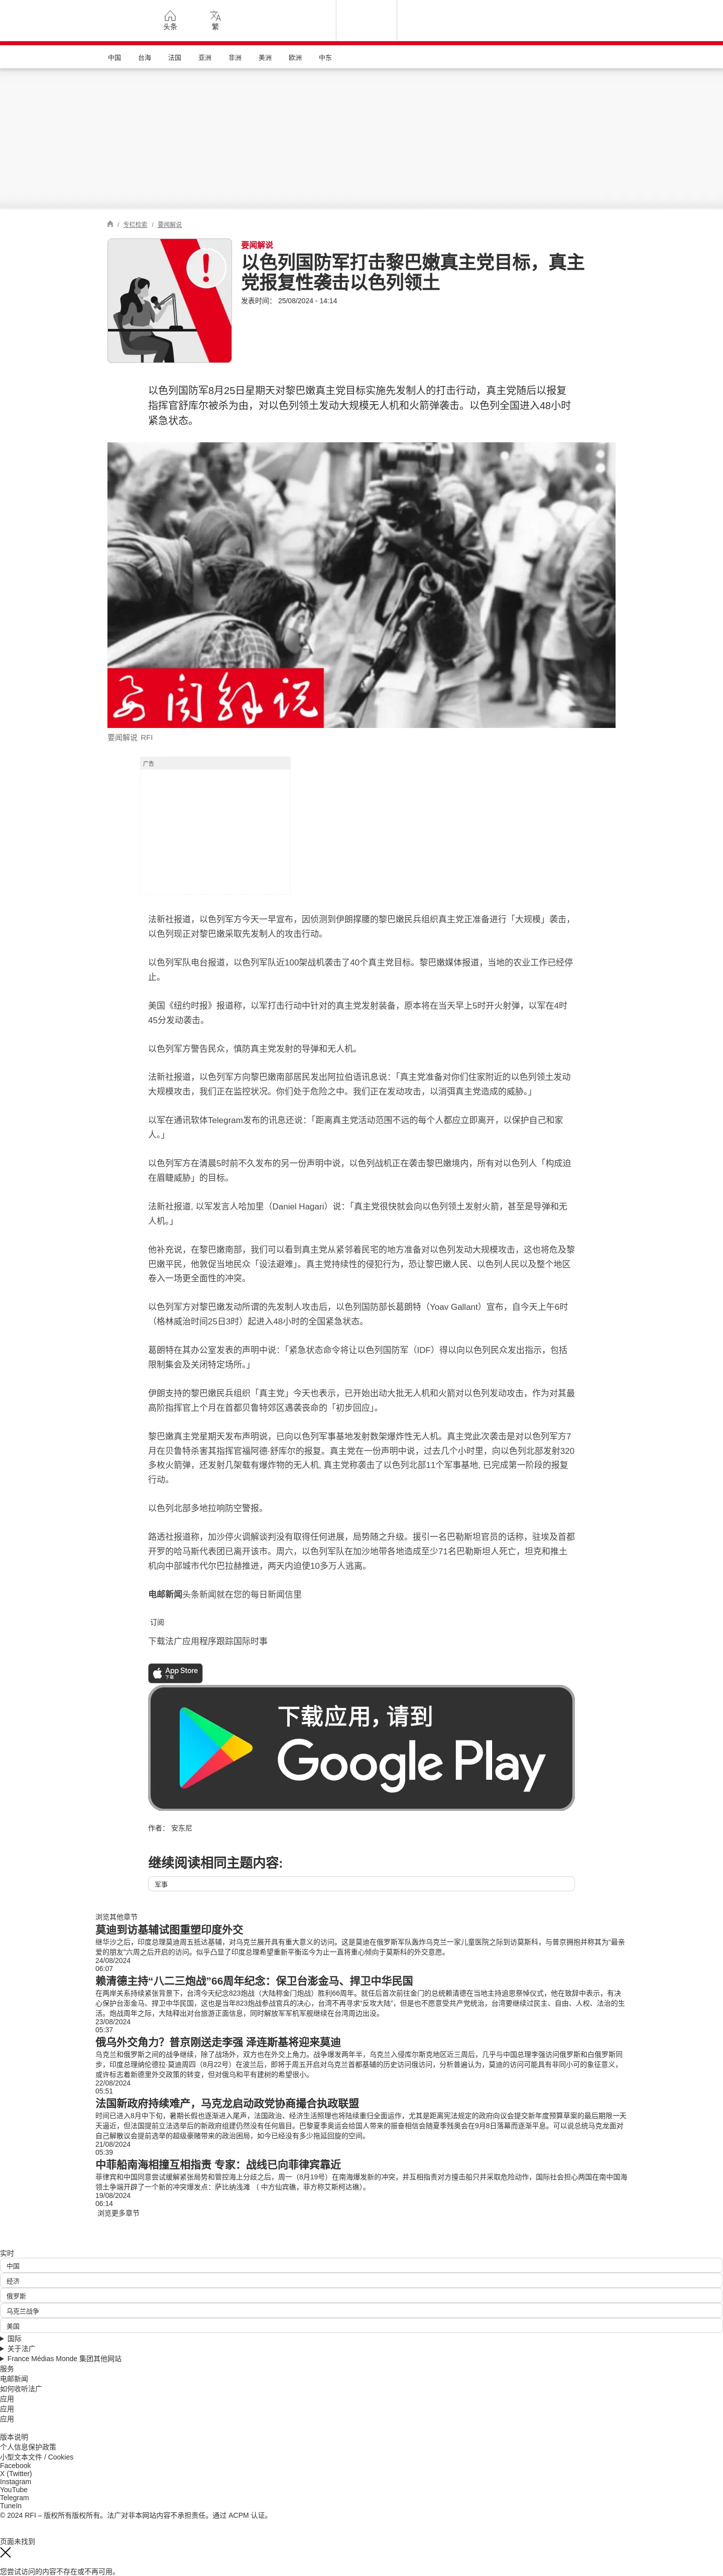 头条
繁
中国 台海 法国 亚洲 非洲 美洲 欧洲 中东
/ 专栏检索 / 要闻解说
要闻解说
以色列国防军打击黎巴嫩真主党目标，真主
党报复性袭击以色列领土
发表时间： 25/08/2024 - 14:14
以色列国防军8月25日星期天对黎巴嫩真主党目标实施先发制人的打击行动，真主党随后以报复
指挥官舒库尔被杀为由，对以色列领土发动大规模无人机和火箭弹袭击。以色列全国进入48小时
紧急状态。
要闻解说
要闻解说 RFI
广告
法新社报道，以色列军方今天一早宣布，因侦测到伊朗撑腰的黎巴嫩民兵组织真主党正准备进行「大规模」袭击，
以色列现正对黎巴嫩采取先发制人的攻击行动。
以色列军队电台报道，以色列军队近100架战机袭击了40个真主党目标。黎巴嫩媒体报道，当地的农业工作已经停
止。
美国《纽约时报》报道称，以军打击行动中针对的真主党发射装备，原本将在当天早上5时开火射弹，以军在4时
45分发动袭击。
以色列军方警告民众，慎防真主党发射的导弹和无人机。
法新社报道，以色列军方向黎巴嫩南部居民发出阿拉伯语讯息说：「真主党准备对你们住家附近的以色列领土发动
大规模攻击，我们正在监控状况。你们处于危险之中。我们正在发动攻击，以消弭真主党造成的威胁。」
以军在通讯软体Telegram发布的讯息还说：「距离真主党活动范围不远的每个人都应立即离开，以保护自己和家
人。」
以色列军方在清晨5时前不久发布的另一份声明中说，以色列战机正在袭击黎巴嫩境内，所有对以色列人「构成迫
在眉睫威胁」的目标。
法新社报道, 以军发言人哈加里（Daniel Hagari）说：「真主党很快就会向以色列领土发射火箭，甚至是导弹和无
人机。」
他补充说，在黎巴嫩南部，我们可以看到真主党从紧邻着民宅的地方准备对以色列发动大规模攻击，这也将危及黎
巴嫩平民，他敦促当地民众「设法避难」。真主党持续性的侵犯行为，恐让黎巴嫩人民、以色列人民以及整个地区
卷入一场更全面性的冲突。
以色列军方对黎巴嫩发动所谓的先发制人攻击后，以色列国防部长葛朗特（Yoav Gallant）宣布，自今天上午6时
（格林威治时间25日3时）起进入48小时的全国紧急状态。
葛朗特在其办公室发表的声明中说：「紧急状态命令将让以色列国防军（IDF）得以向以色列民众发出指示，包括
限制集会及关闭特定场所。」
伊朗支持的黎巴嫩民兵组织「真主党」今天也表示，已开始出动大批无人机和火箭对以色列发动攻击，作为对其最
高阶指挥官上个月在首都贝鲁特郊区遇袭丧命的「初步回应」。
黎巴嫩真主党星期天发布声明说，已向以色列军事基地发射数架爆炸性无人机。真主党此次袭击是对以色列军方7
月在贝鲁特杀害其指挥官福阿德·舒库尔的报复。真主党在一份声明中说，过去几个小时里，向以色列北部发射320
多枚火箭弹，还发射几架载有爆炸物的无人机, 真主党称袭击了以色列北部11个军事基地, 已完成第一阶段的报复
行动。
以色列北部多地拉响防空警报。
路透社报道称，加沙停火调解谈判没有取得任何进展，局势随之升级。援引一名巴勒斯坦官员的话称，驻埃及首都
开罗的哈马斯代表团已离开该市。周六，以色列军队在加沙地带各地造成至少71名巴勒斯坦人死亡，坦克和推土
机向中部城市代尔巴拉赫推进，两天内迫使10多万人逃离。
电邮新闻头条新闻就在您的每日新闻信里
订阅
下载法广应用程序跟踪国际时事
App Store
下载
下载应用，请到
Google Play
作者： 安东尼
继续阅读相同主题内容:
军事
浏览其他章节
莫迪到访基辅试图重塑印度外交
继华沙之后，印度总理莫迪周五抵达基辅，对乌克兰展开具有重大意义的访问。这是莫迪在俄罗斯军队轰炸乌克兰一家儿童医院之际到访莫斯科，与普京拥抱并称其为“最亲
爱的朋友”六周之后开启的访问。似乎凸显了印度总理希望重新平衡迄今为止一直将重心倾向于莫斯科的外交意愿。
24/08/2024
06:07
赖清德主持“八二三炮战”66周年纪念：保卫台澎金马、捍卫中华民国
在两岸关系持续紧张背景下，台湾今天纪念823炮战（大陆称金门炮战）胜利66周年。就任后首次前往金门的总统赖清德在当地主持追思祭悼仪式，他在致辞中表示，有决
心保护台澎金马、捍卫中华民国，这也是当年823炮战参战官兵的决心，台湾不再寻求“反攻大陆”，但是也不愿意受共产党统治，台湾要继续过民主、自由、人权、法治的生
活。炮战周年之际，大陆释出对台旅游正面信息，同时解放军军机军舰继续在台湾周边出没。
23/08/2024
05:37
俄乌外交角力？普京刚送走李强 泽连斯基将迎来莫迪
乌克兰和俄罗斯之间的战争继续，除了战场外，双方也在外交上角力。战争爆发两年半，乌克兰入侵库尔斯克地区近三周后，几乎与中国总理李强访问俄罗斯和白俄罗斯同
步，印度总理纳伦德拉·莫迪周四（8月22号）在波兰后，即将于周五开启对乌克兰首都基辅的历史访问俄访问，分析普遍认为，莫迪的访问可能具有非同小可的象征意义，
或许标志着新德里外交政策的转变，但对俄乌和平有建树的希望很小。
22/08/2024
05:51
法国新政府持续难产，马克龙启动政党协商撮合执政联盟
时间已进入8月中下旬，暑期长假也逐渐进入尾声，法国政治、经济生活照理也将陆续重归全面运作，尤其是距离宪法规定的政府向议会提交新年度预算草案的最后期限一天
天逼近，但法国提前立法选举后的新政府组建仍然没有任何眉目。巴黎夏季奥运会给国人带来的振奋相信会随夏季残奥会在9月8日落幕而逐渐平息。可以说总统马克龙面对
自己解散议会提前选举的超级豪赌带来的政治困局，如今已经没有多少拖延回旋的空间。
21/08/2024
05:39
中菲船南海相撞互相指责 专家：战线已向菲律宾靠近
菲律宾和中国同意尝试缓解紧张局势和管控海上分歧之后，周一（8月19号）在南海爆发新的冲突，并互相指责对方撞击船只并采取危险动作，国际社会担心两国在南中国海
领土争端开辟了一个新的冲突爆发点：萨比纳浅滩 （ 中方仙宾礁，菲方称艾斯柯达礁）。
19/08/2024
06:14
浏览更多章节
实时
中国
经济
俄罗斯
乌克兰战争
美国
国际
关于法广
France Médias Monde 集团其他网站
服务
电邮新闻
如何收听法广
应用
应用
应用
版本说明
个人信息保护政策
小型文本文件 / Cookies
Facebook
X (Twitter)
Instagram
YouTube
Telegram
TuneIn
© 2024 RFI – 版权所有版权所有。法广对非本网站内容不承担责任。通过 ACPM 认证。
页面未找到
您尝试访问的内容不存在或不再可用。